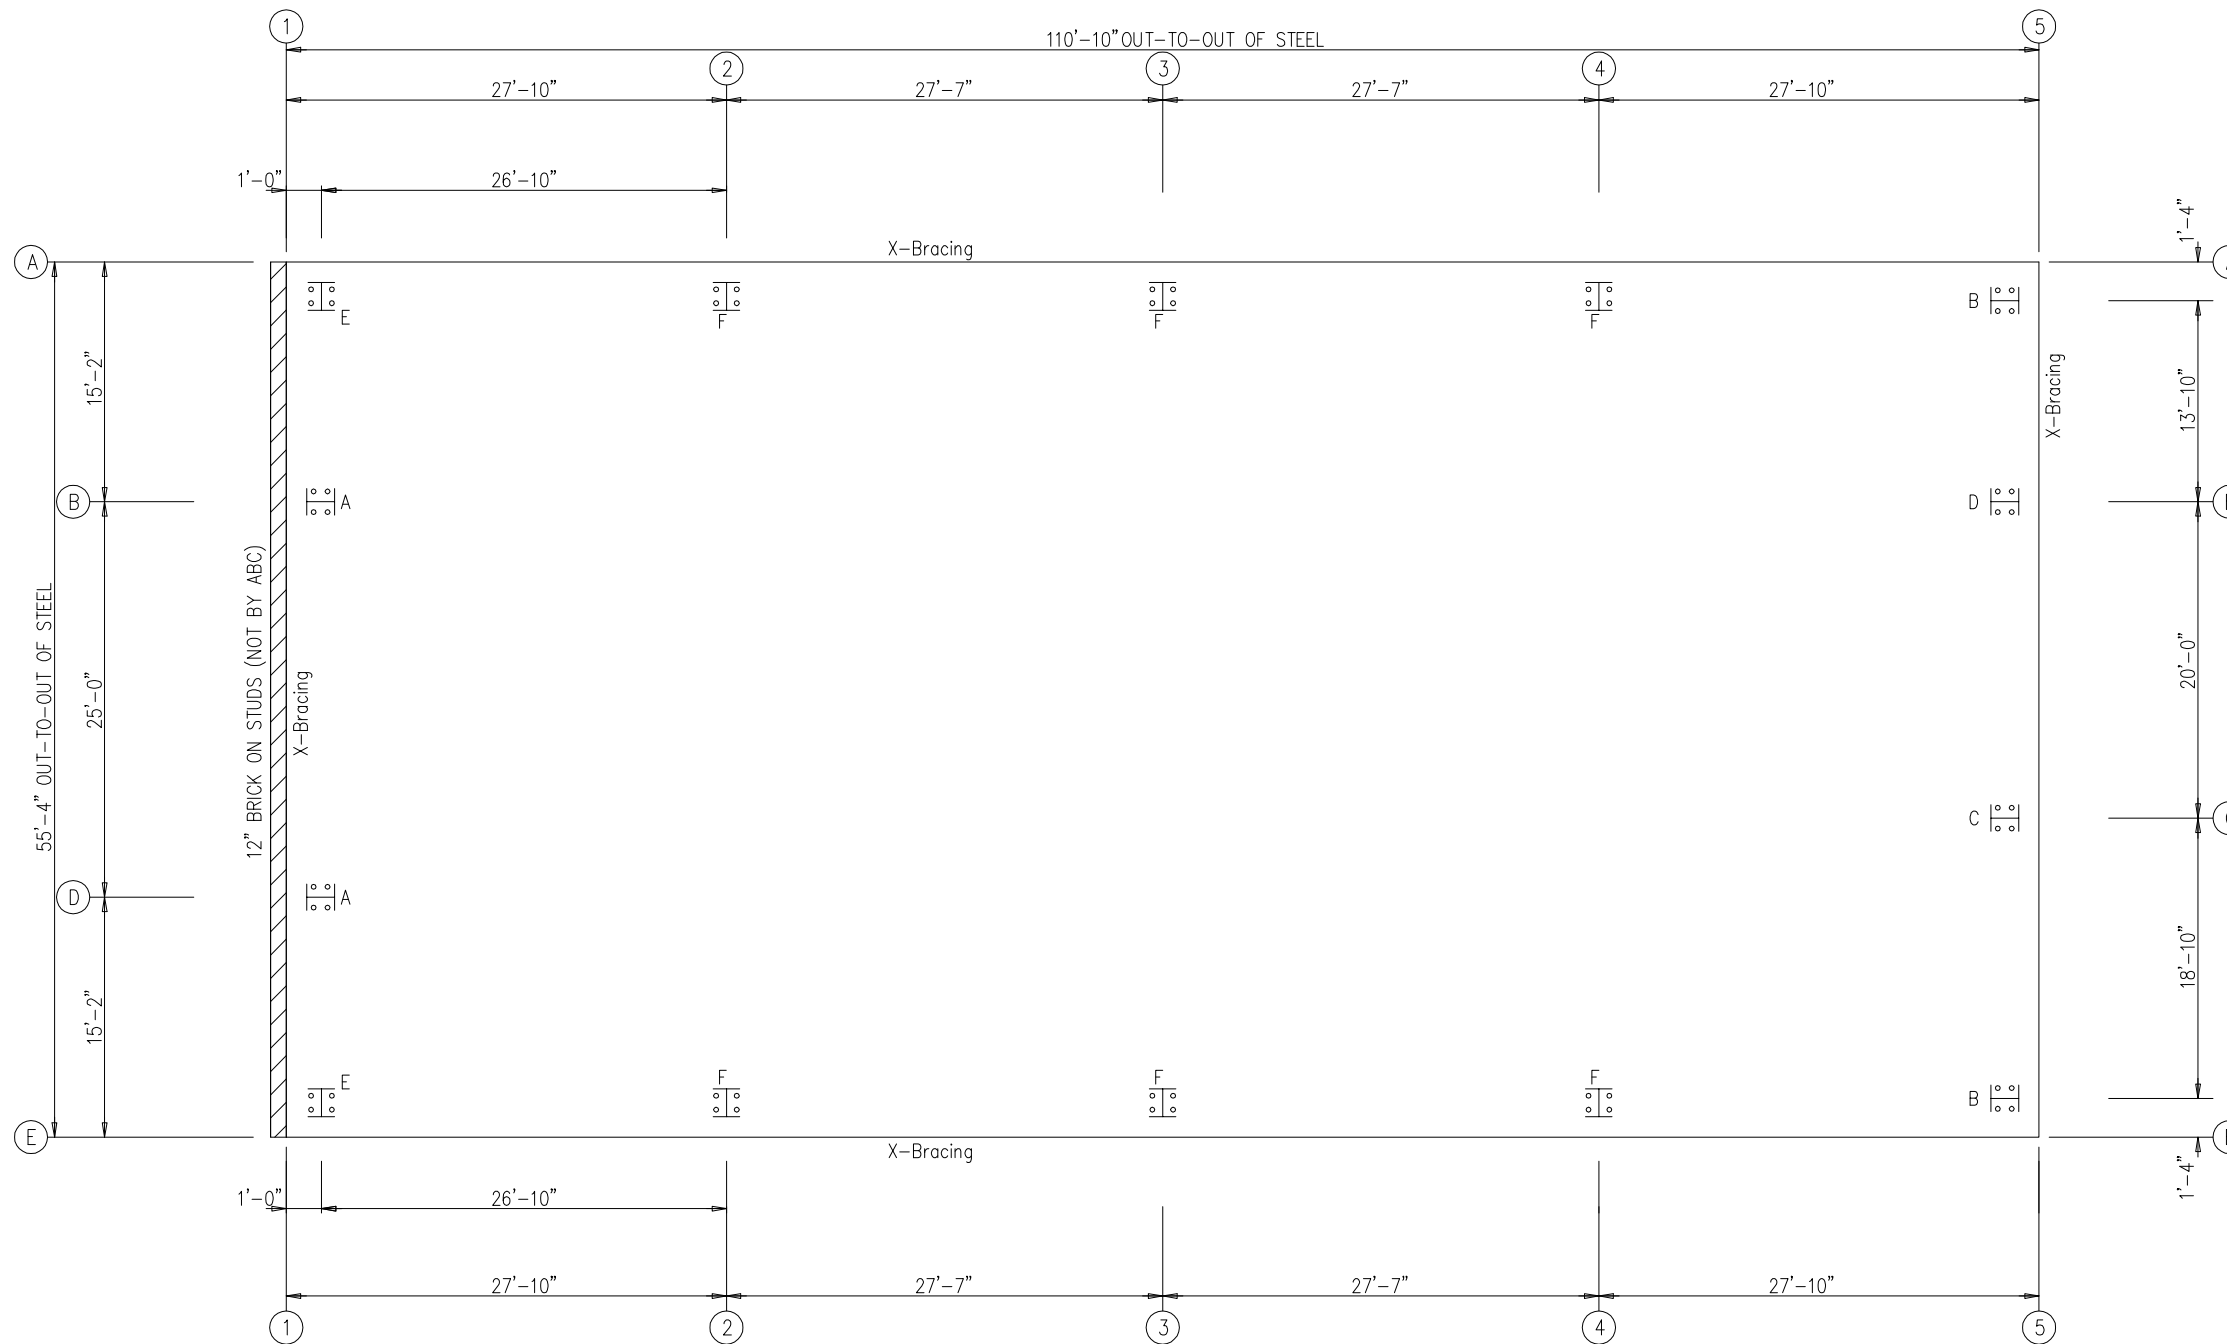 1
5
110'-10" OUT-TO-OUT OF STEEL
2
3
4
27'-10"
27'-7"
27'-7"
27'-10"
1'-0"
26'-10"
1'-4"
X-Bracing
A
E
F
F
F
B
15'-2"
13'-10"
X-Bracing
B
A
D
55'-4" OUT-TO-OUT OF STEEL
25'-0"
12" BRICK ON STUDS (NOT BY ABC)
X-Bracing
20'-0"
C
D
A
15'-2"
18'-10"
E
F
F
F
B
E
X-Bracing
1'-4"
1'-0"
26'-10"
27'-10"
27'-7"
27'-7"
27'-10"
1
2
3
4
5